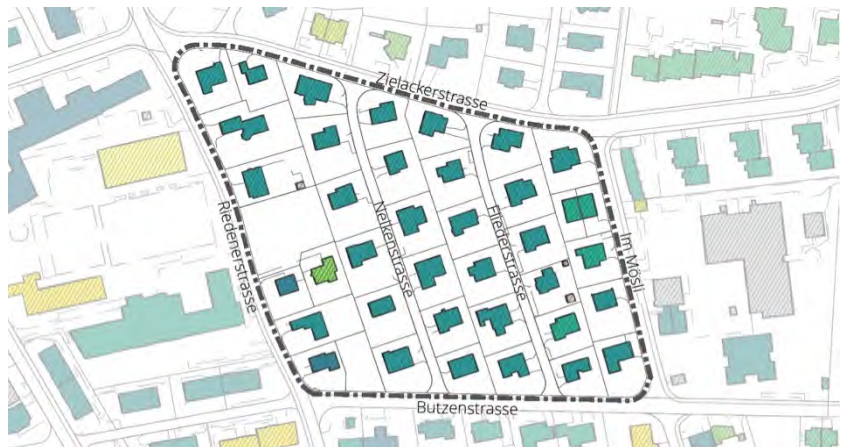 Zielackerstrasse
Riedenerstrasse
Nelkenstrasse
Fliederstrasse
Im Mösli
Butzenstrasse